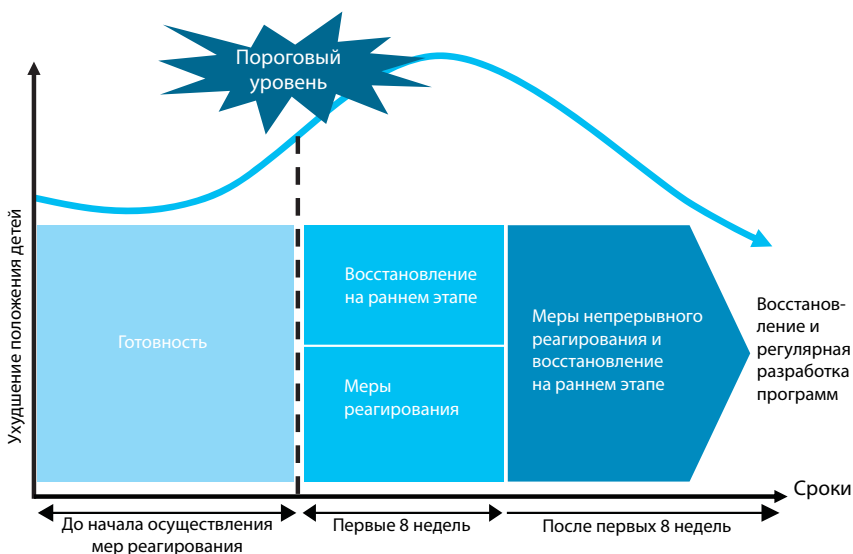 Пороговый
уровень
Ухудшение положения детей
Готовность
Восстановление
на раннем этапе
Меры
реагирования
Меры непрерывного
реагирования и
восстановление
на раннем этапе
Восстанов-
ление и
регулярная
разработка
программ
Сроки
До начала осуществления
мер реагирования
Первые 8 недель
После первых 8 недель